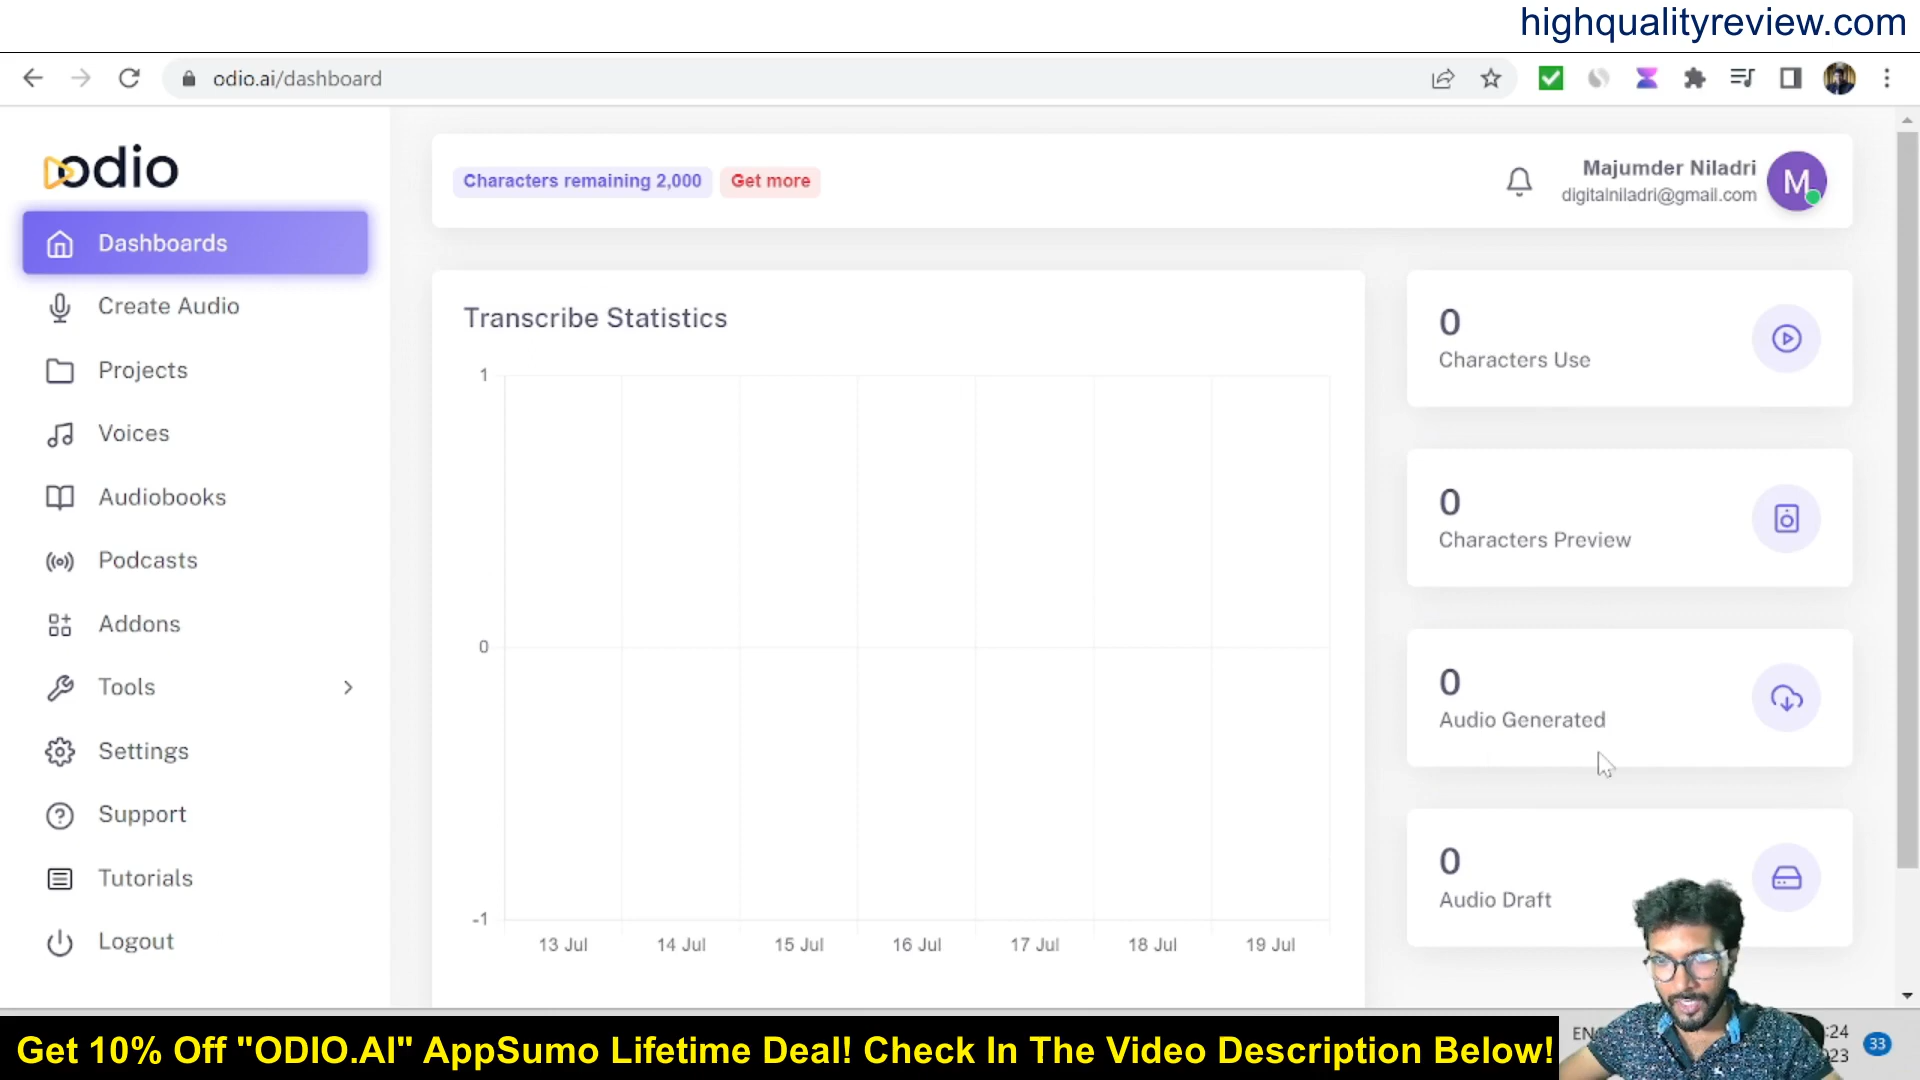 highqualityreview.com
odio.ai/dashboard
odio
Characters remaining 2,000
Get more
Majumder Niladri
digitalniladri@gmail.com
M
Dashboards
Create Audio
Projects
Voices
Audiobooks
Podcasts
Addons
Tools
Settings
Support
Tutorials
Logout
Transcribe Statistics
1
0
-1
13 Jul
14 Jul
15 Jul
16 Jul
17 Jul
18 Jul
19 Jul
0
Characters Use
0
Characters Preview
0
Audio Generated
0
Audio Draft
Get 10% Off "ODIO.AI" AppSumo Lifetime Deal! Check In The Video Description Below!
33